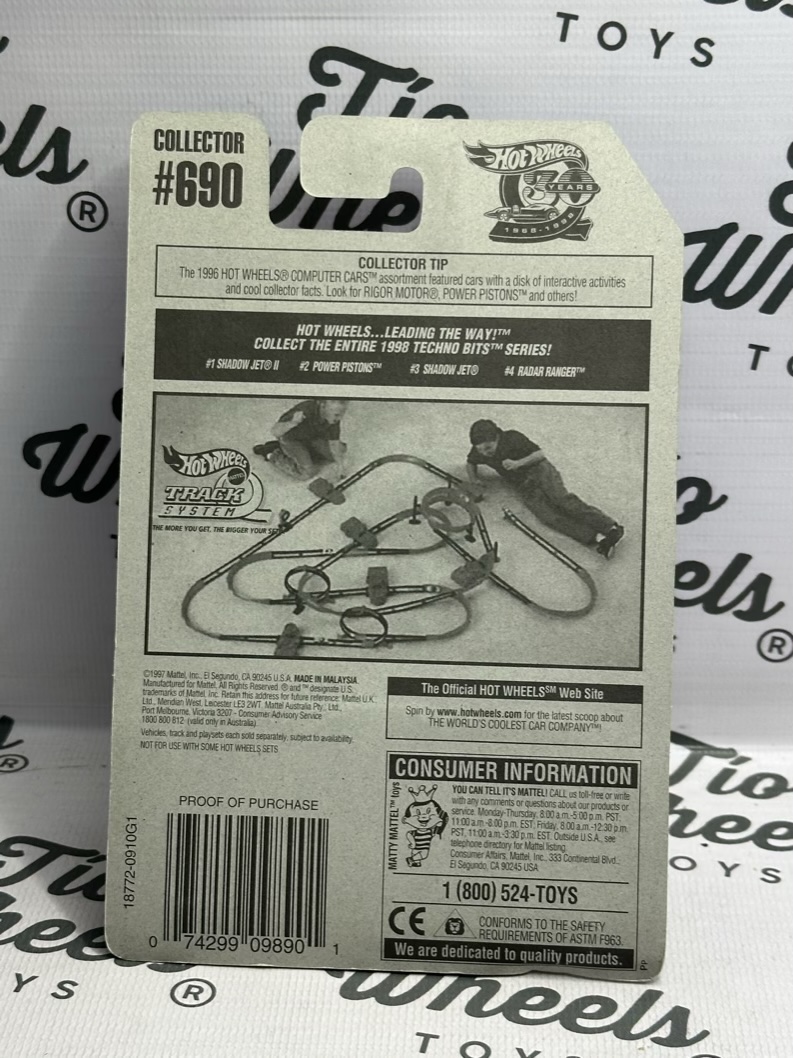 TOYS
Tio
Wheels
els
®
COLLECTOR
#690
HOT WHEELS
30
YEARS
1968-1998
COLLECTOR TIP
The 1996 HOT WHEELS® COMPUTER CARS™ assortment featured cars with a disk of interactive activities
and cool collector facts. Look for RIGOR MOTOR®, POWER PISTONS™ and others!
HOT WHEELS...LEADING THE WAY!™
COLLECT THE ENTIRE 1998 TECHNO BITS™ SERIES!
#1 SHADOW JET® II #2 POWER PISTONS™ #3 SHADOW JET® #4 RADAR RANGER™
HOT WHEELS
TRACK
SYSTEM
THE MORE YOU GET, THE BIGGER YOUR SET
©1997 Mattel, Inc., El Segundo, CA 90245 U.S.A. MADE IN MALAYSIA.
Manufactured for Mattel. All Rights Reserved. ® and ™ designate U.S.
trademarks of Mattel, Inc. Retain this address for future reference: Mattel U.K.
Ltd., Meridian West, Leicester LE3 2WT. Mattel Australia Pty., Ltd.,
Port Melbourne, Victoria 3207 - Consumer Advisory Service
1800 800 812 (valid only in Australia).
Vehicles, track and playsets each sold separately, subject to availability.
NOT FOR USE WITH SOME HOT WHEELS SETS.
The Official HOT WHEELS℠ Web Site
Spin by www.hotwheels.com for the latest scoop about
THE WORLD'S COOLEST CAR COMPANY™!
CONSUMER INFORMATION
MATTY MATTEL™ toys
YOU CAN TELL IT'S MATTEL! CALL us toll-free or write
with any comments or questions about our products or
service. Monday-Thursday, 8:00 a.m.-5:00 p.m. PST,
11:00 a.m.-8:00 p.m. EST; Friday, 8:00 a.m.-12:30 p.m.
PST, 11:00 a.m.-3:30 p.m. EST. Outside U.S.A., see
telephone directory for Mattel listing.
Consumer Affairs, Mattel, Inc., 333 Continental Blvd.,
El Segundo, CA 90245 USA
1 (800) 524-TOYS
CE
CONFORMS TO THE SAFETY
REQUIREMENTS OF ASTM F963.
We are dedicated to quality products.
PP
PROOF OF PURCHASE
0 74299 09890 1
18772-0910G1
els
®
Tio
®
OYS
YS
®
Wheels
TOYS